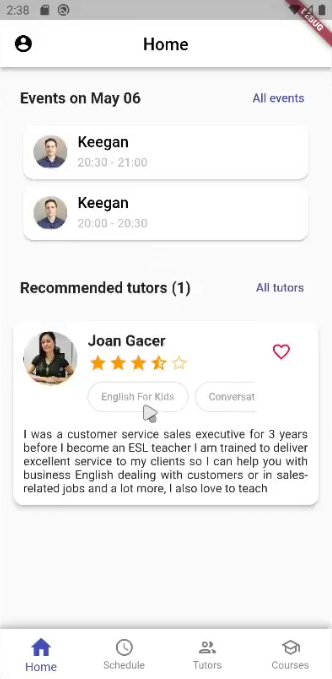 2:38
DEBUG
Home
Events on May 06 All events
Keegan
20:30 - 21:00
Keegan
20:00 - 20:30
Recommended tutors (1) All tutors
Joan Gacer
English For Kids Conversat
I was a customer service sales executive for 3 years
before I become an ESL teacher I am trained to deliver
excellent service to my clients so I can help you with
business English dealing with customers or in sales-
related jobs and a lot more, I also love to teach
Home Schedule Tutors Courses